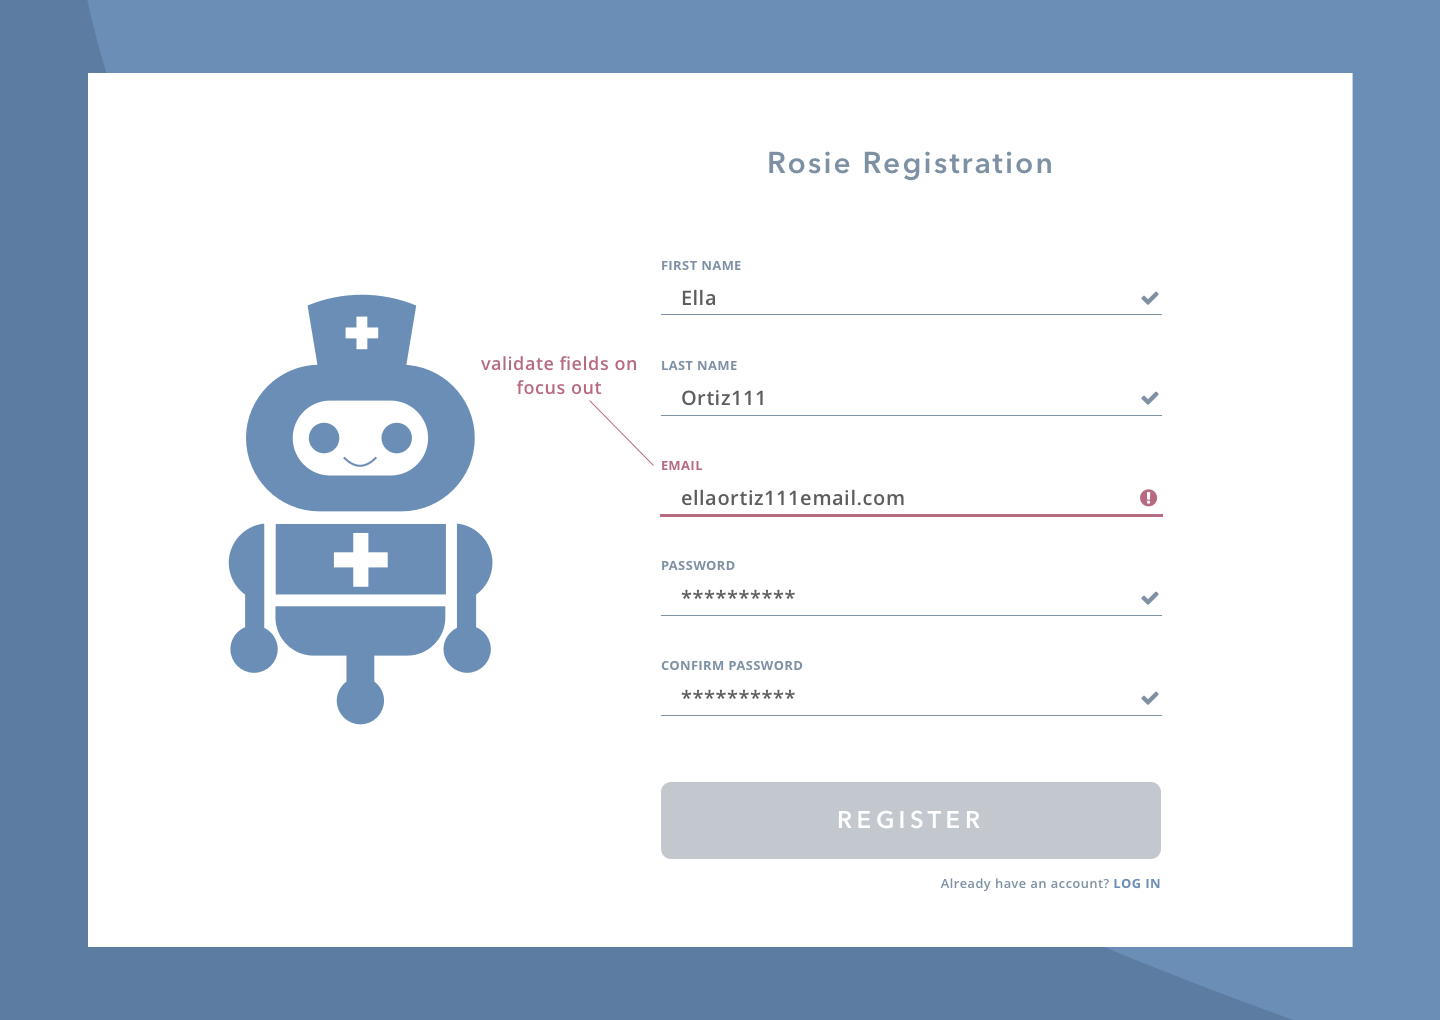 Rosie Registration
FIRST NAME
Ella
validate fields on
focus out
LAST NAME
Ortiz111
EMAIL
ellaortiz111email.com
PASSWORD
**********
CONFIRM PASSWORD
**********
REGISTER
Already have an account? LOG IN